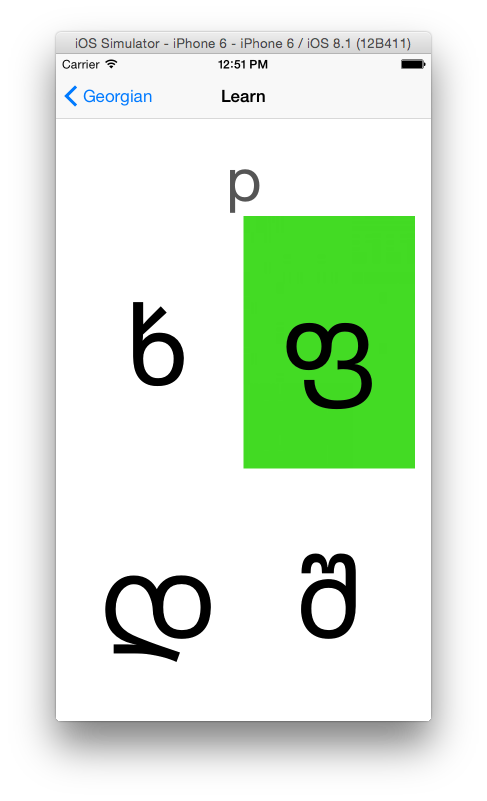 iOS Simulator - iPhone 6 - iPhone 6 / iOS 8.1 (12B411)
Carrier 12:51 PM
Georgian Learn
p
ხ ფ
დ მ